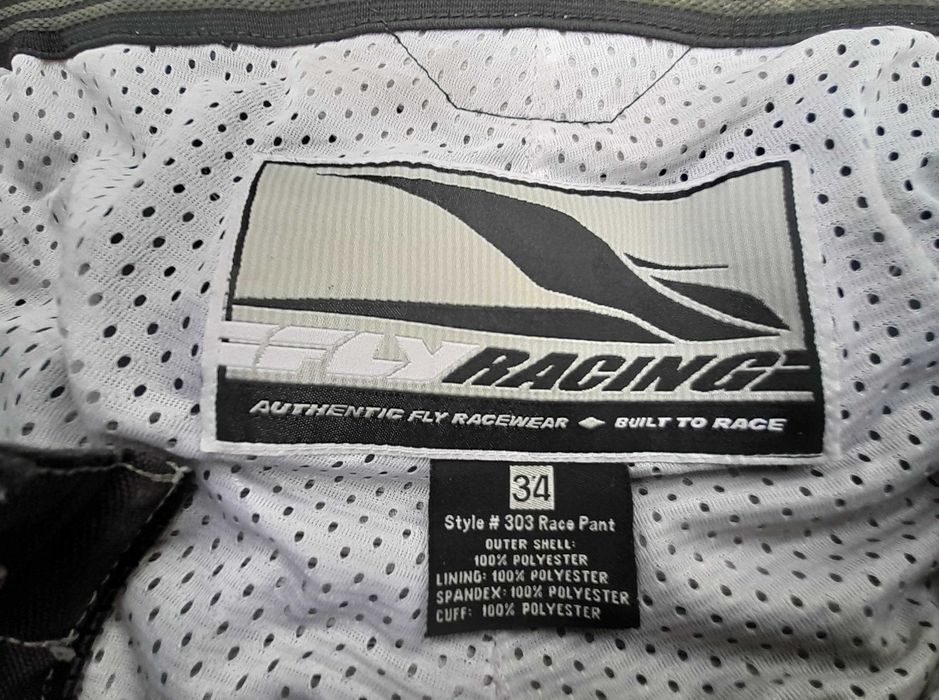 FLY RACING
AUTHENTIC FLY RACEWEAR BUILT TO RACE
34
Style # 303 Race Pant
OUTER SHELL:
100% POLYESTER
LINING: 100% POLYESTER
SPANDEX: 100% POLYESTER
CUFF: 100% POLYESTER